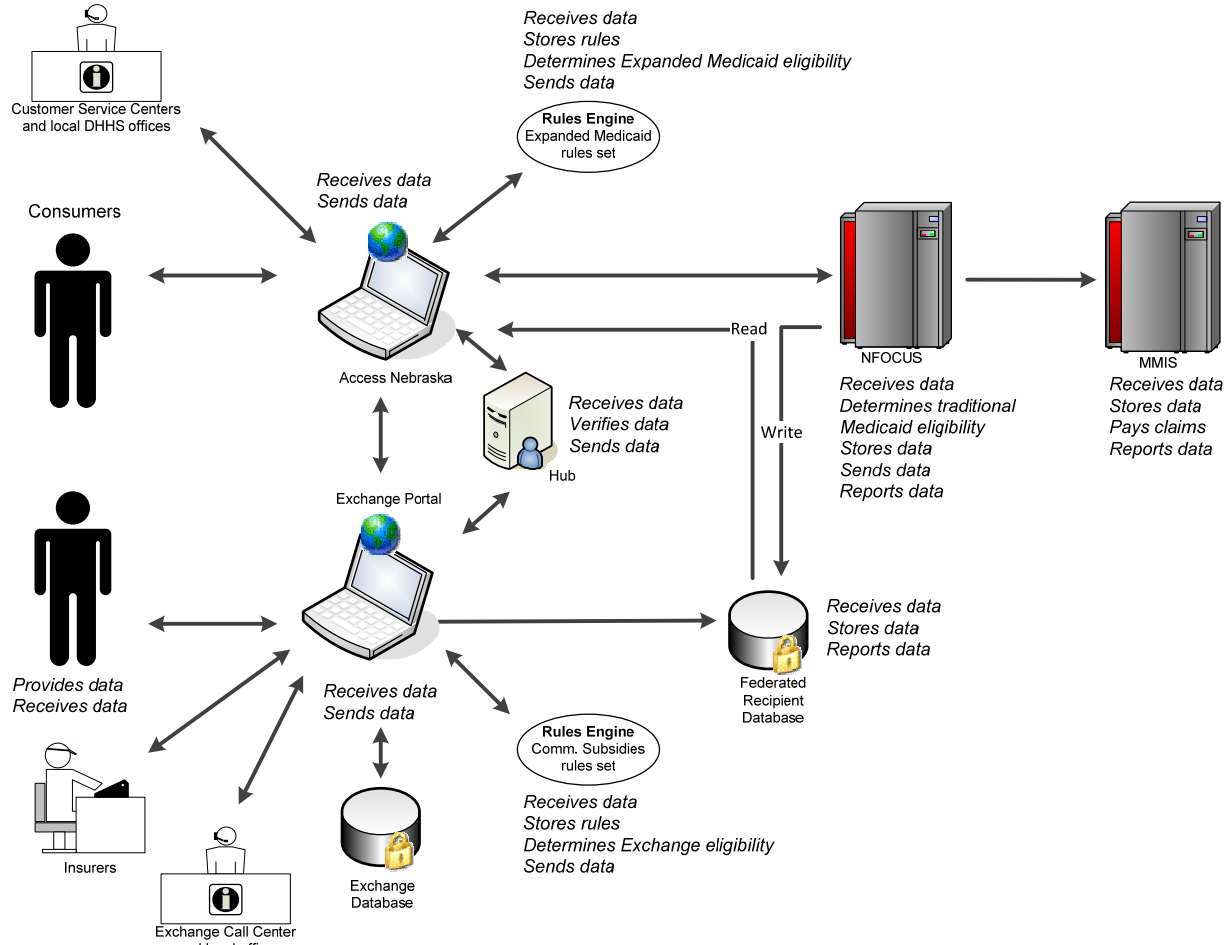 Receives data
Stores rules
Determines Expanded Medicaid eligibility
Sends data
Customer Service Centers
and local DHHS offices
Rules Engine
Expanded Medicaid
rules set
Receives data
Sends data
Consumers
Access Nebraska
Read
NFOCUS
Receives data
Determines traditional
Medicaid eligibility
Stores data
Sends data
Reports data
MMIS
Receives data
Stores data
Pays claims
Reports data
Receives data
Verifies data
Sends data
Hub
Write
Exchange Portal
Receives data
Stores data
Reports data
Federated
Recipient
Database
Provides data
Receives data
Receives data
Sends data
Rules Engine
Comm. Subsidies
rules set
Receives data
Stores rules
Determines Exchange eligibility
Sends data
Insurers
Exchange
Database
Exchange Call Center